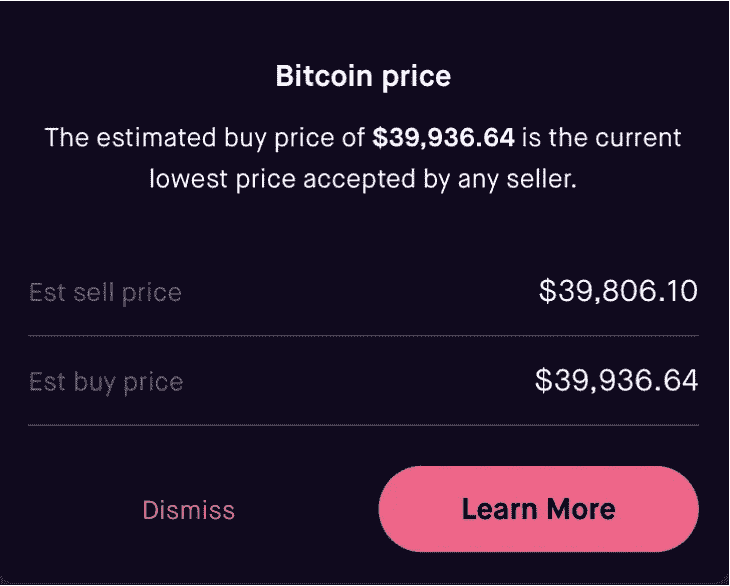 Bitcoin price
The estimated buy price of $39,936.64 is the current
lowest price accepted by any seller.
Est sell price $39,806.10
Est buy price $39,936.64
Dismiss Learn More